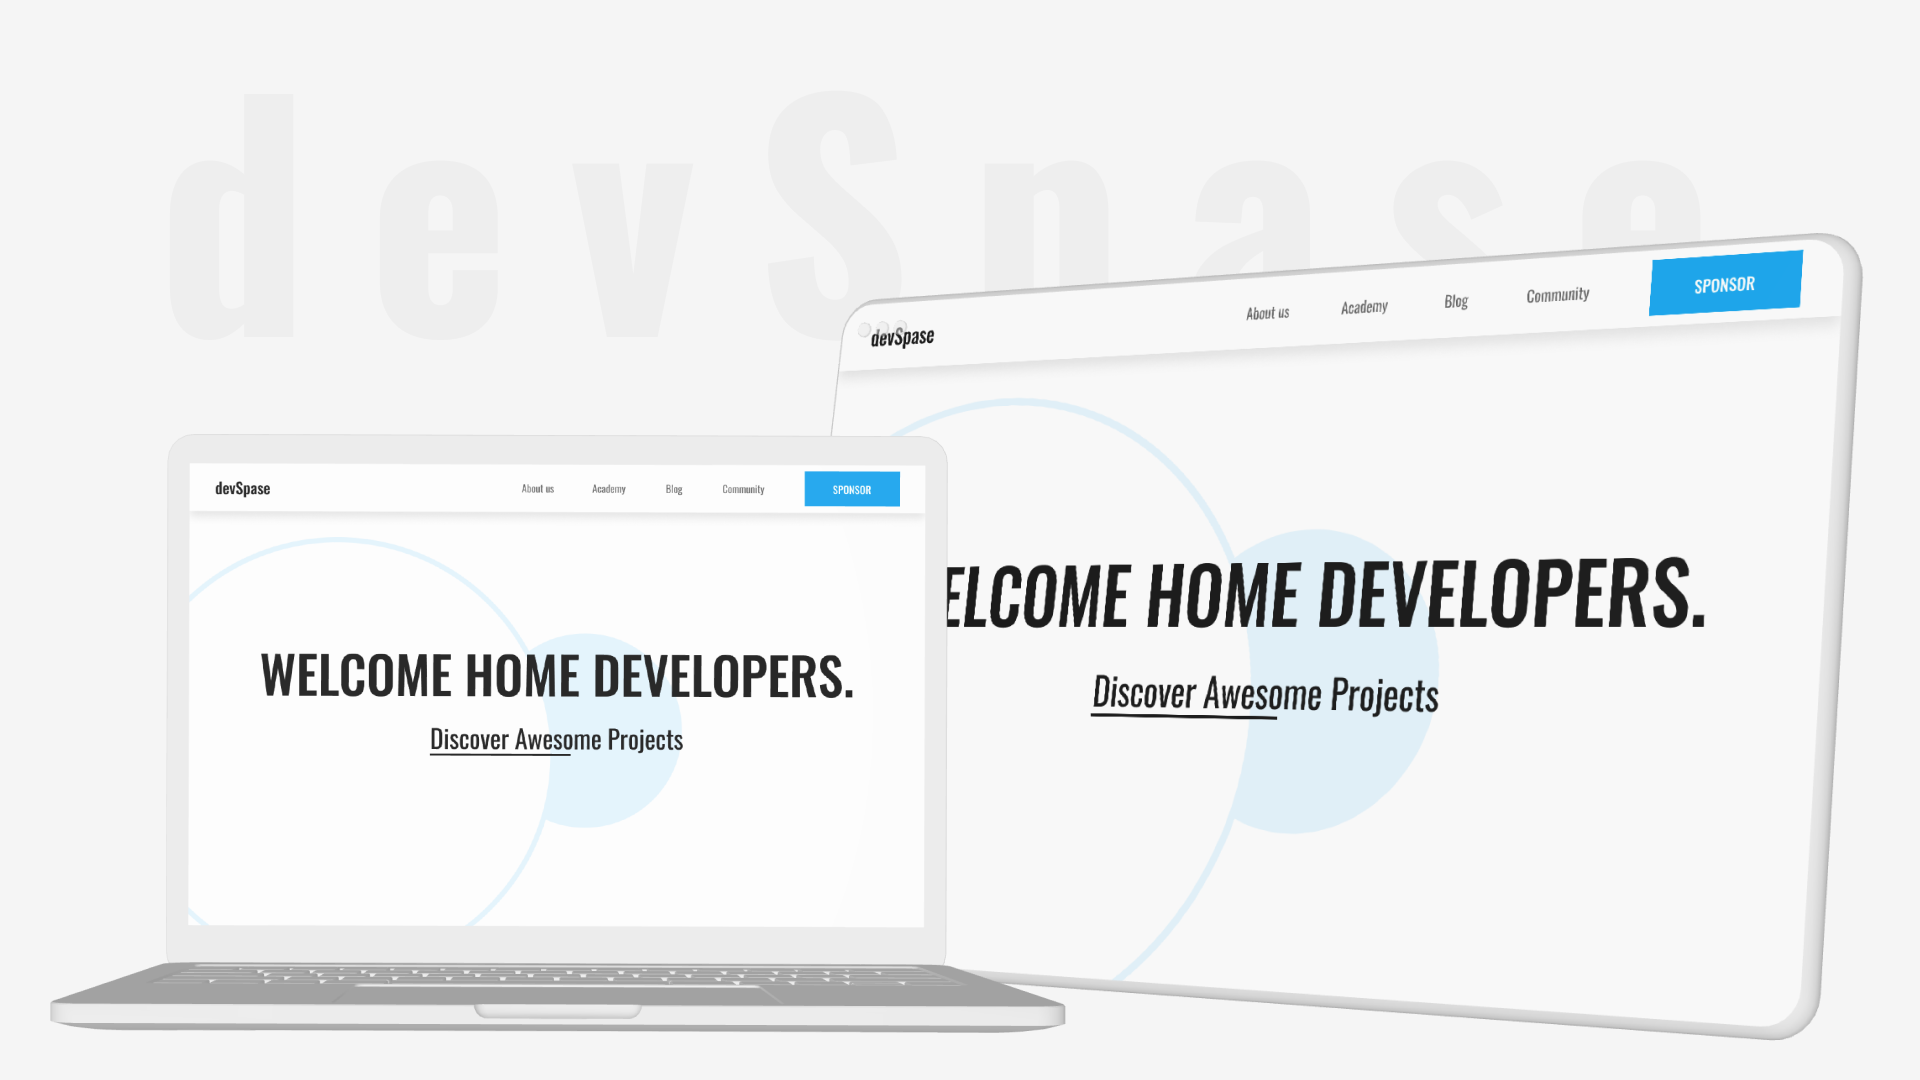 devSpase
devSpase
About us
Academy
Blog
Community
SPONSOR
ELCOME HOME DEVELOPERS.
Discover Awesome Projects
devSpase
About us
Academy
Blog
Community
SPONSOR
WELCOME HOME DEVELOPERS.
Discover Awesome Projects